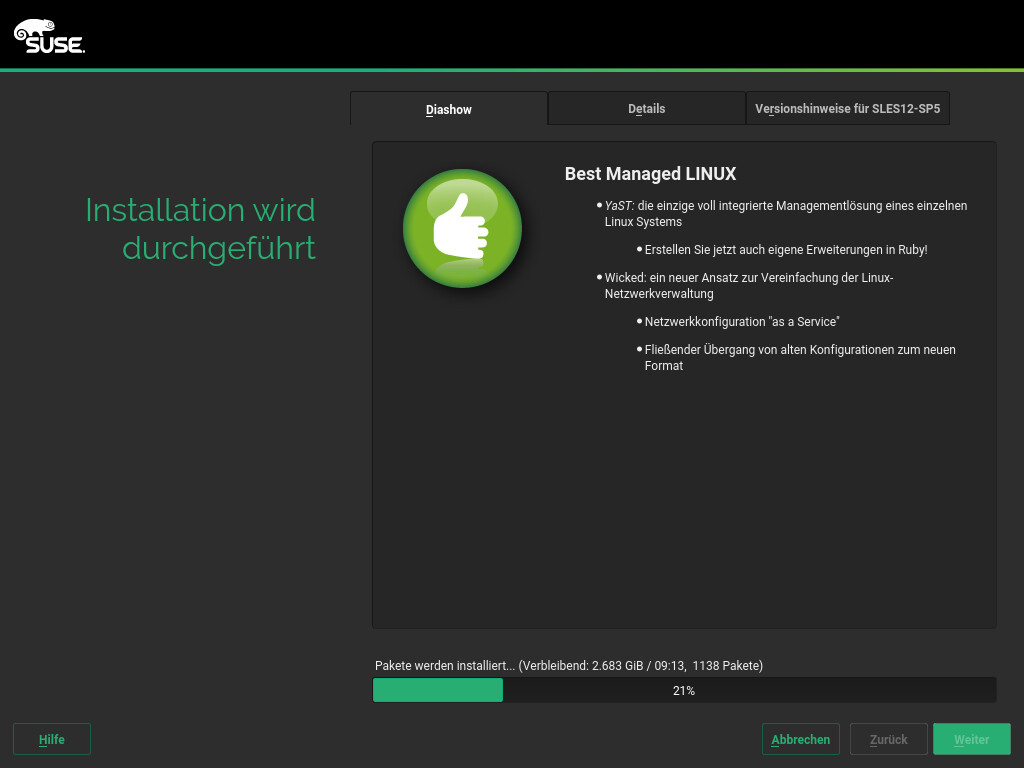 SUSE.
Diashow
Details
Versionshinweise für SLES12-SP5
Installation wird
durchgeführt
Best Managed LINUX
• YaST: die einzige voll integrierte Managementlösung eines einzelnen
Linux Systems
• Erstellen Sie jetzt auch eigene Erweiterungen in Ruby!
• Wicked: ein neuer Ansatz zur Vereinfachung der Linux-
Netzwerkverwaltung
• Netzwerkkonfiguration "as a Service"
• Fließender Übergang von alten Konfigurationen zum neuen
Format
Pakete werden installiert... (Verbleibend: 2.683 GiB / 09:13, 1138 Pakete)
21%
Hilfe
Abbrechen
Zurück
Weiter